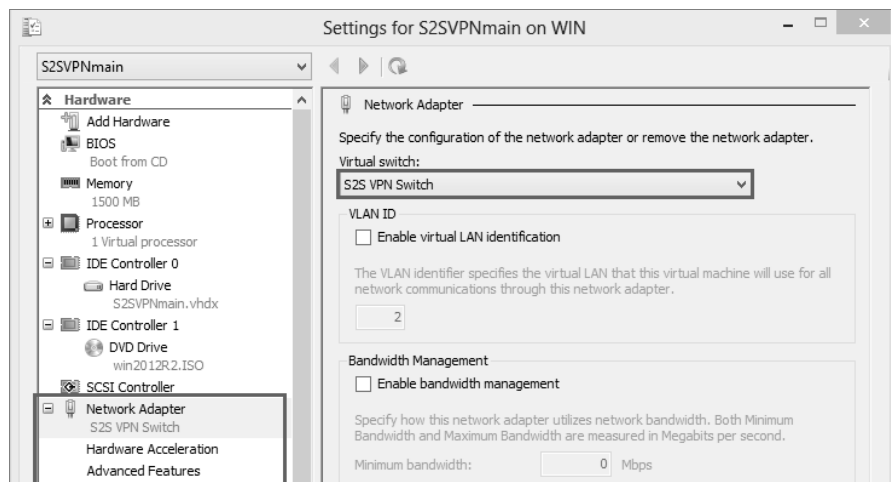 Settings for S2SVPNmain on WIN
S2SVPNmain
Hardware
Add Hardware
BIOS
Boot from CD
Memory
1500 MB
Processor
1 Virtual processor
IDE Controller 0
Hard Drive
S2SVPNmain.vhdx
IDE Controller 1
DVD Drive
win2012R2.ISO
SCSI Controller
Network Adapter
S2S VPN Switch
Hardware Acceleration
Advanced Features
Network Adapter
Specify the configuration of the network adapter or remove the network adapter.
Virtual switch:
S2S VPN Switch
VLAN ID
Enable virtual LAN identification
The VLAN identifier specifies the virtual LAN that this virtual machine will use for all
network communications through this network adapter.
2
Bandwidth Management
Enable bandwidth management
Specify how this network adapter utilizes network bandwidth. Both Minimum
Bandwidth and Maximum Bandwidth are measured in Megabits per second.
Minimum bandwidth: 0 Mbps